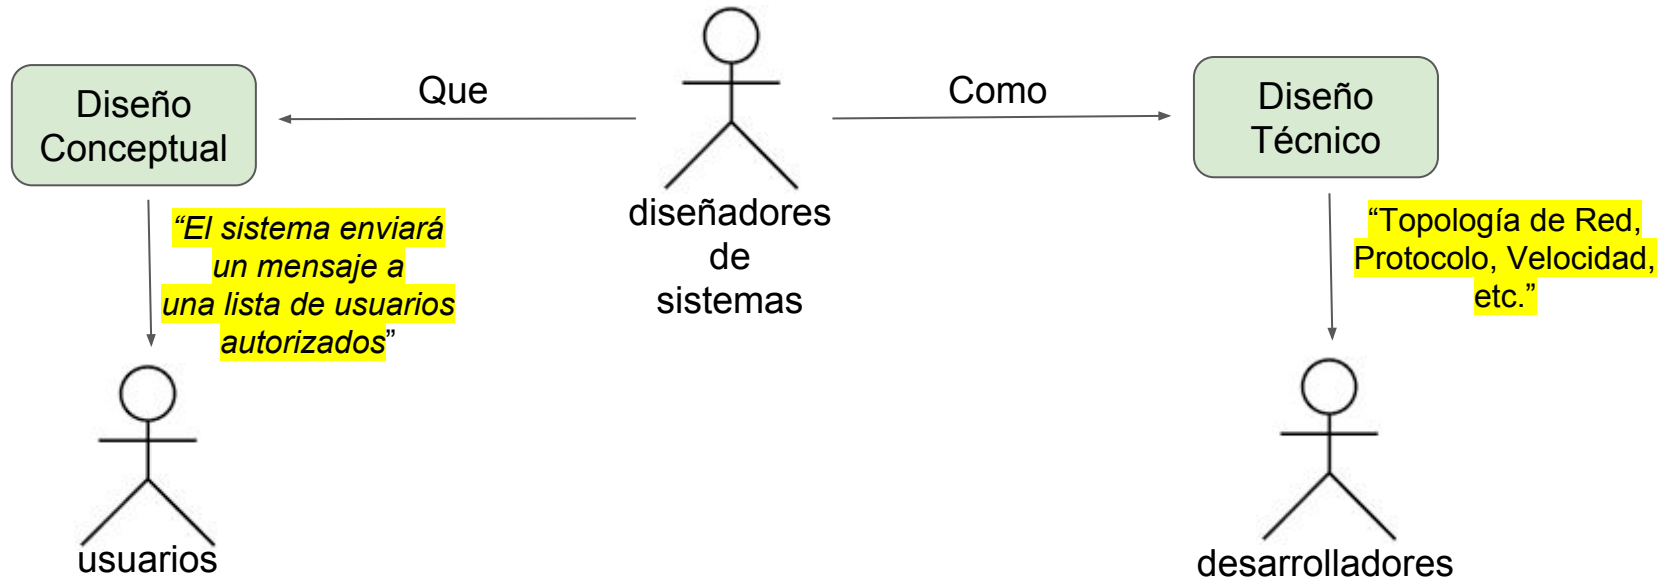 Diseño
Conceptual
Que
Como
Diseño
Técnico
“El sistema enviará
un mensaje a
una lista de usuarios
autorizados”
diseñadores
de
sistemas
“Topología de Red,
Protocolo, Velocidad,
etc.”
usuarios
desarrolladores